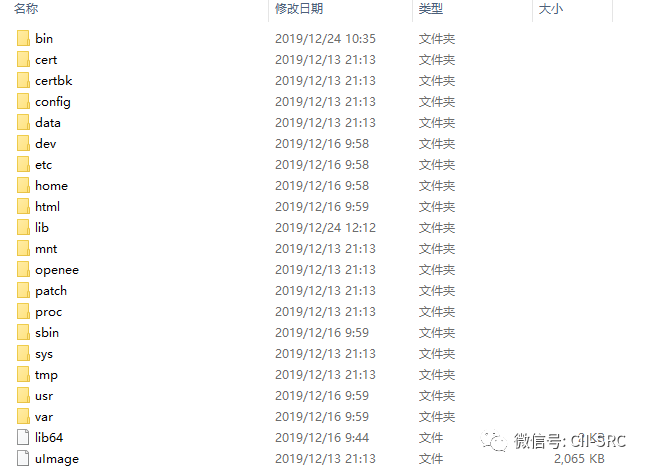 名称 修改日期 类型 大小
bin 2019/12/24 10:35 文件夹
cert 2019/12/13 21:13 文件夹
certbk 2019/12/13 21:13 文件夹
config 2019/12/13 21:13 文件夹
data 2019/12/13 21:13 文件夹
dev 2019/12/16 9:58 文件夹
etc 2019/12/16 9:58 文件夹
home 2019/12/16 9:58 文件夹
html 2019/12/16 9:59 文件夹
lib 2019/12/24 12:12 文件夹
mnt 2019/12/13 21:13 文件夹
openee 2019/12/13 21:13 文件夹
patch 2019/12/13 21:13 文件夹
proc 2019/12/13 21:13 文件夹
sbin 2019/12/16 9:59 文件夹
sys 2019/12/13 21:13 文件夹
tmp 2019/12/13 21:13 文件夹
usr 2019/12/16 9:59 文件夹
var 2019/12/16 9:59 文件夹
lib64 2019/12/16 9:44 文件 KB
微信号: CII-SRC
uImage 2019/12/13 21:13 文件 2,065 KB